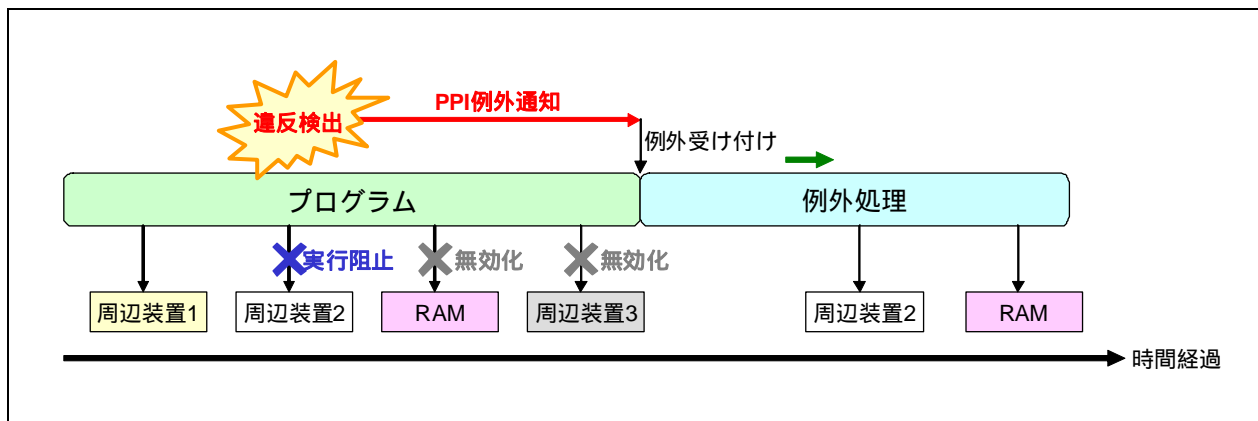 違反検出
PPI例外通知
例外受け付け
プログラム
例外処理
実行阻止
無効化
無効化
周辺装置1
周辺装置2
RAM
周辺装置3
周辺装置2
RAM
時間経過